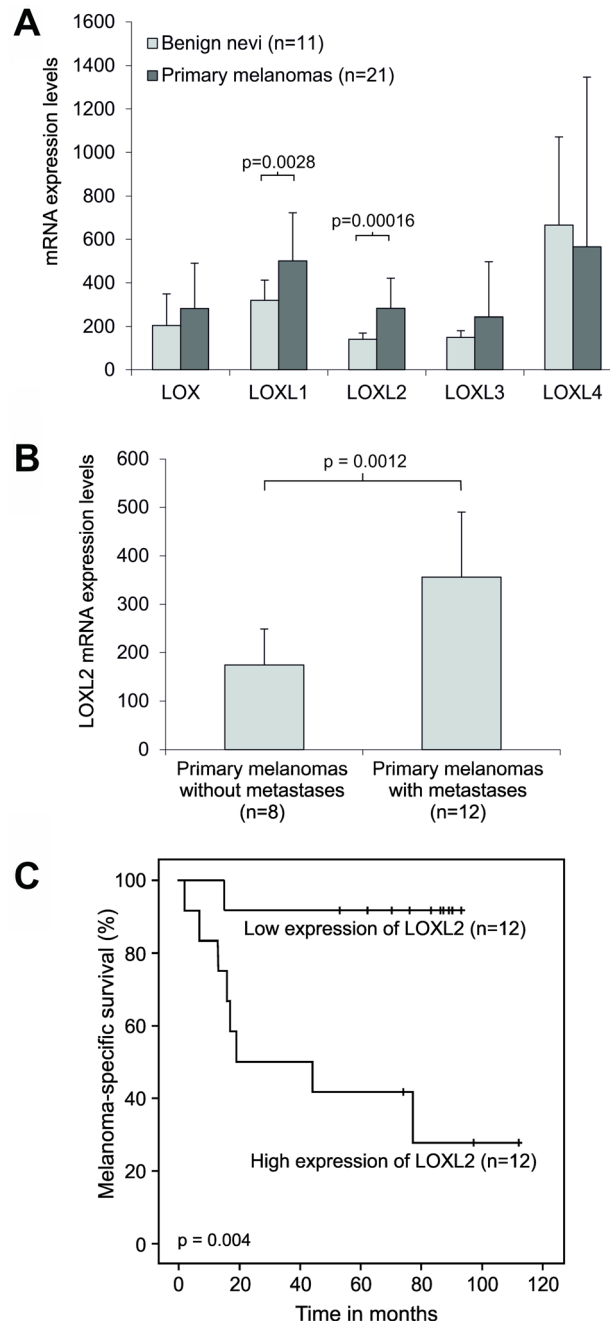 A
mRNA expression levels
1600
1400
1200
1000
800
600
400
200
0
Benign nevi (n=11)
Primary melanomas (n=21)
p=0.0028
p=0.00016
LOX LOXL1 LOXL2 LOXL3 LOXL4
B
LOXL2 mRNA expression levels
600
500
400
300
200
100
0
p = 0.0012
Primary melanomas
without metastases
(n=8)
Primary melanomas
with metastases
(n=12)
C
Melanoma-specific survival (%)
100
80
60
40
20
0
Low expression of LOXL2 (n=12)
High expression of LOXL2 (n=12)
p = 0.004
0 20 40 60 80 100 120
Time in months